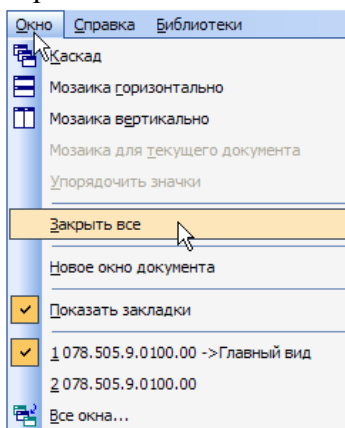 Окно Справка Библиотеки
Каскад
Мозаика горизонтально
Мозаика вертикально
Мозаика для текущего документа
Упорядочить значки
Закрыть все
Новое окно документа
Показать закладки
1 078.505.9.0100.00 ->Главный вид
2 078.505.9.0100.00
Все окна...